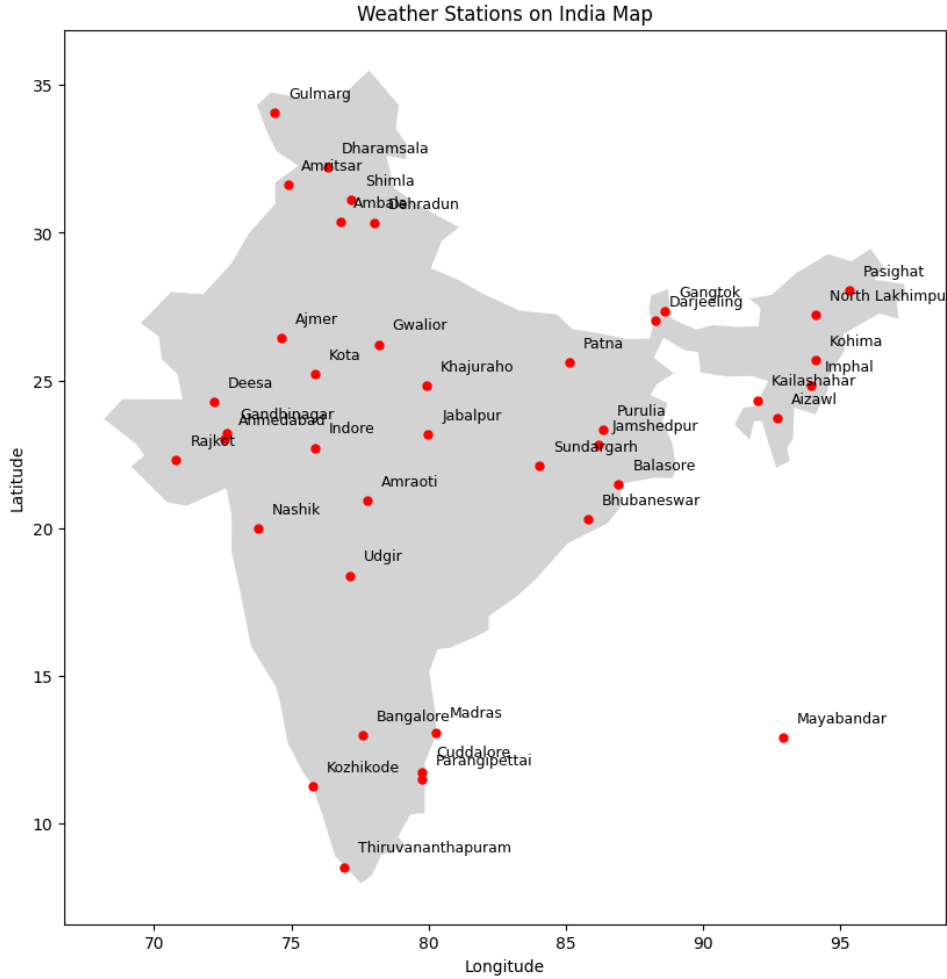 Weather Stations on India Map
35
Gulmarg
Dharamsala
Amritsar
Shimla
Ambala
Dehradun
30
Pasighat
Gangtok
North Lakhimpu
Darjeeling
Ajmer
Gwalior
Patna
Kohima
Kota
Khajuraho
Imphal
25
Deesa
Kailashahar
Aizawl
Gandhinagar
Ahmedabad
Indore
Jabalpur
Purulia
Jamshedpur
Rajkot
Sundargarh
Balasore
Amraoti
Bhubaneswar
Nashik
20
Udgir
Latitude
15
Bangalore
Madras
Mayabandar
Cuddalore
Parangipettai
Kozhikode
10
Thiruvananthapuram
70 75 80 85 90 95
Longitude